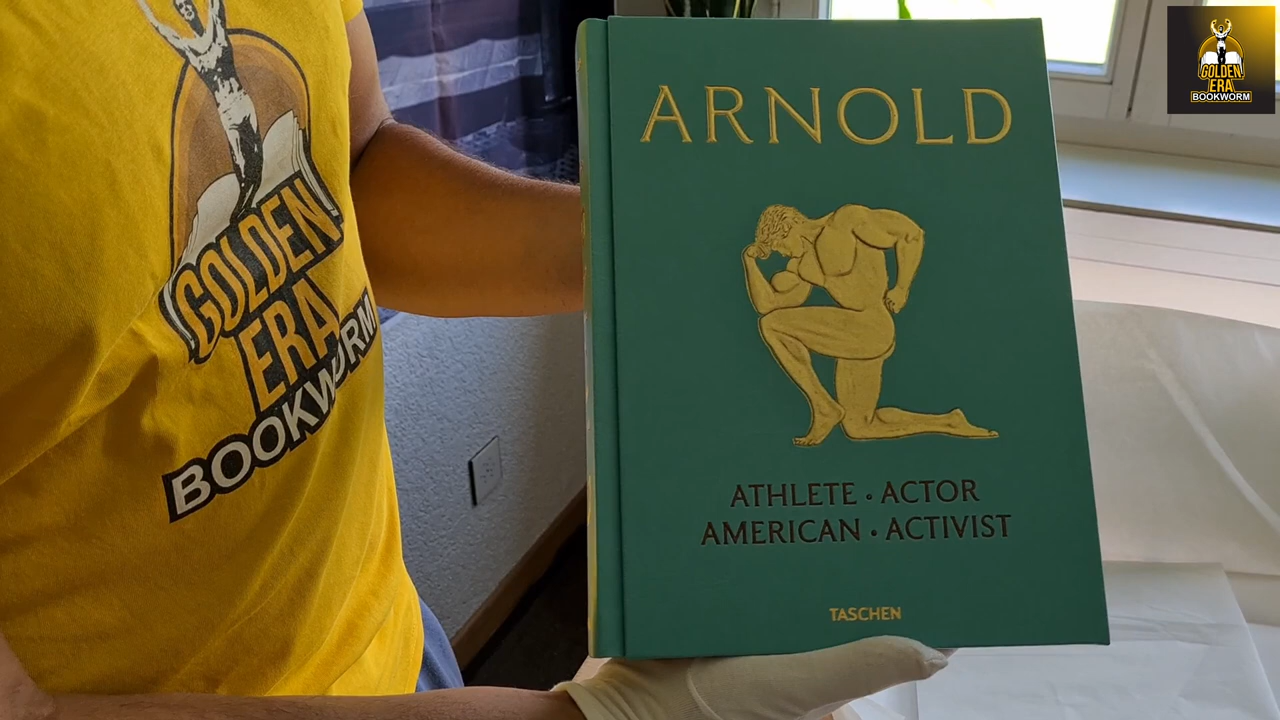 GOLDEN
ERA
BOOKWORM
ARNOLD
ATHLETE • ACTOR
AMERICAN • ACTIVIST
TASCHEN
GOLDEN
ERA
BOOKWORM